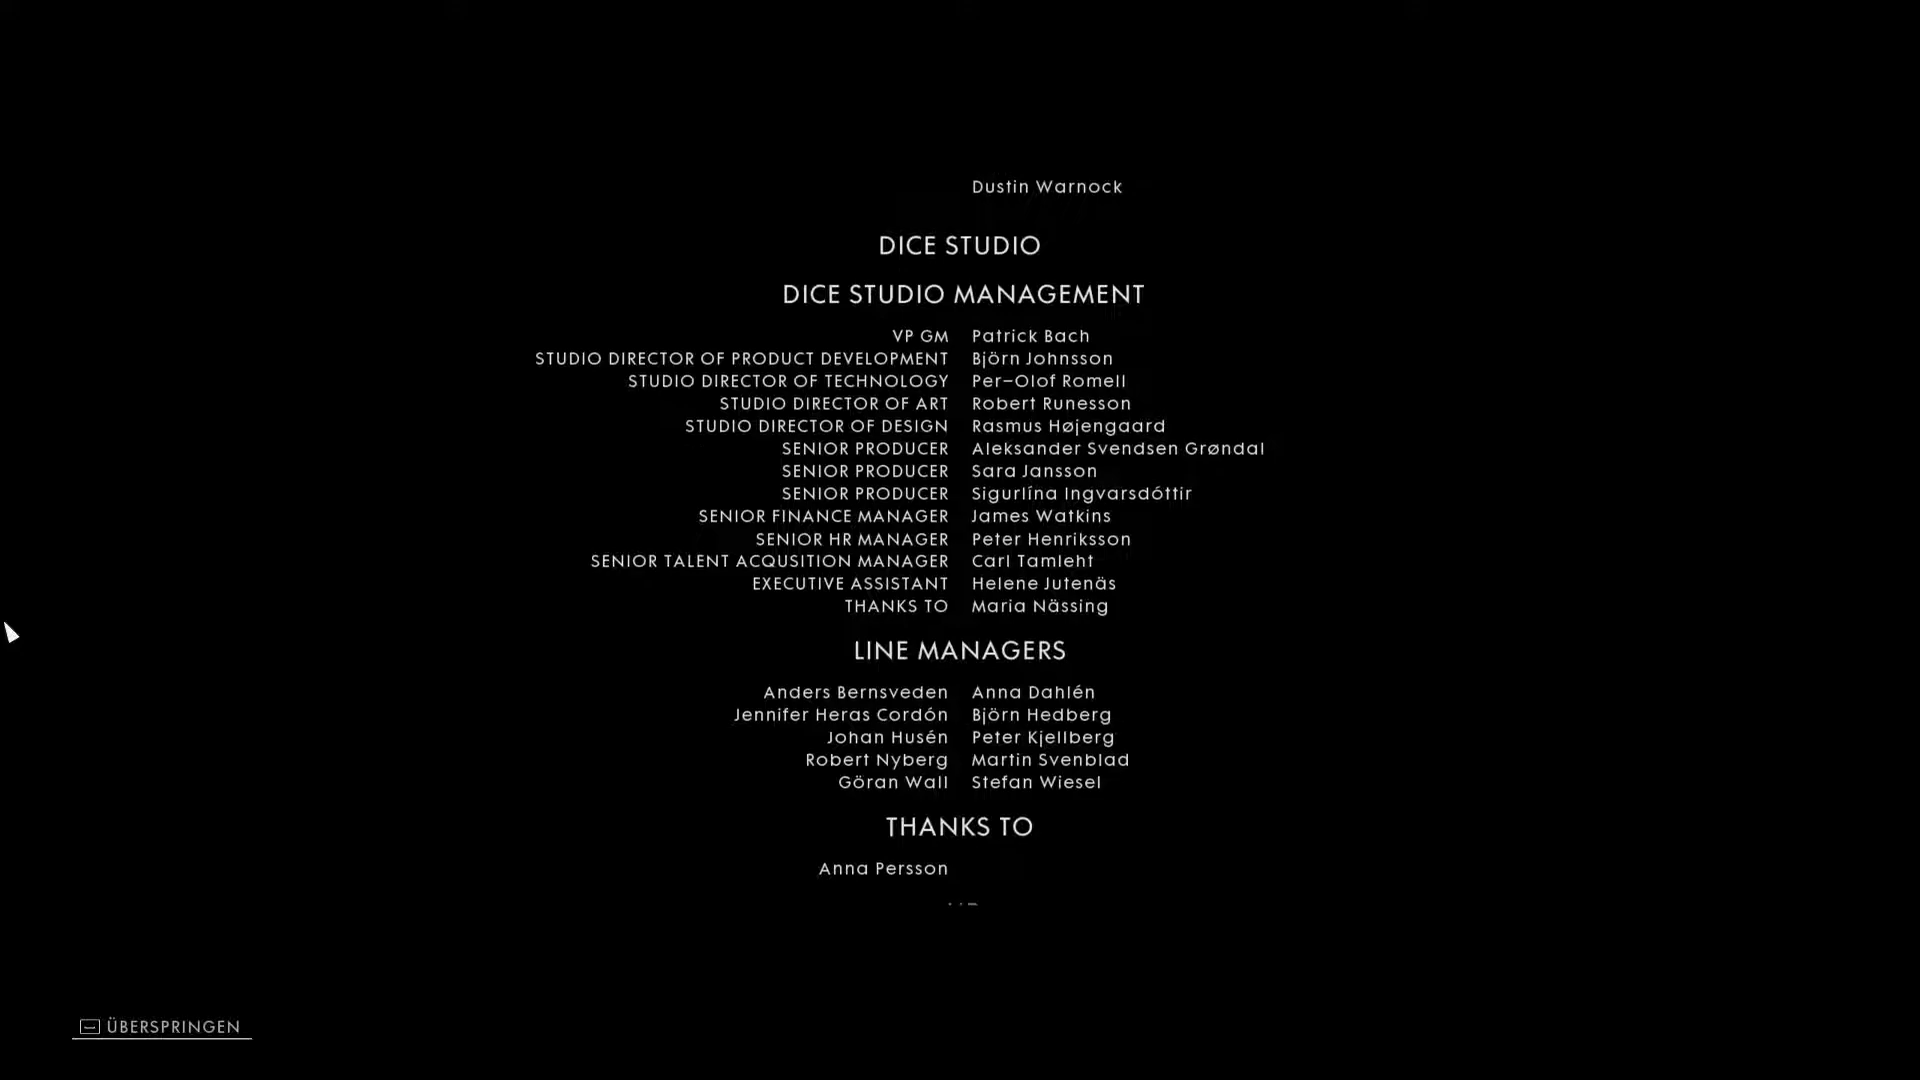 Dustin Warnock
DICE STUDIO
DICE STUDIO MANAGEMENT
VP GM Patrick Bach
STUDIO DIRECTOR OF PRODUCT DEVELOPMENT Björn Johnsson
STUDIO DIRECTOR OF TECHNOLOGY Per-Olof Romell
STUDIO DIRECTOR OF ART Robert Runesson
STUDIO DIRECTOR OF DESIGN Rasmus Højengaard
SENIOR PRODUCER Aleksander Svendsen Grøndal
SENIOR PRODUCER Sara Jansson
SENIOR PRODUCER Sigurlína Ingvarsdóttir
SENIOR FINANCE MANAGER James Watkins
SENIOR HR MANAGER Peter Henriksson
SENIOR TALENT ACQUSITION MANAGER Carl Tamleht
EXECUTIVE ASSISTANT Helene Jutenäs
THANKS TO Maria Nässing
LINE MANAGERS
Anders Bernsveden Anna Dahlén
Jennifer Heras Cordón Björn Hedberg
Johan Husén Peter Kjellberg
Robert Nyberg Martin Svenblad
Göran Wall Stefan Wiesel
THANKS TO
Anna Persson
ÜBERSPRINGEN